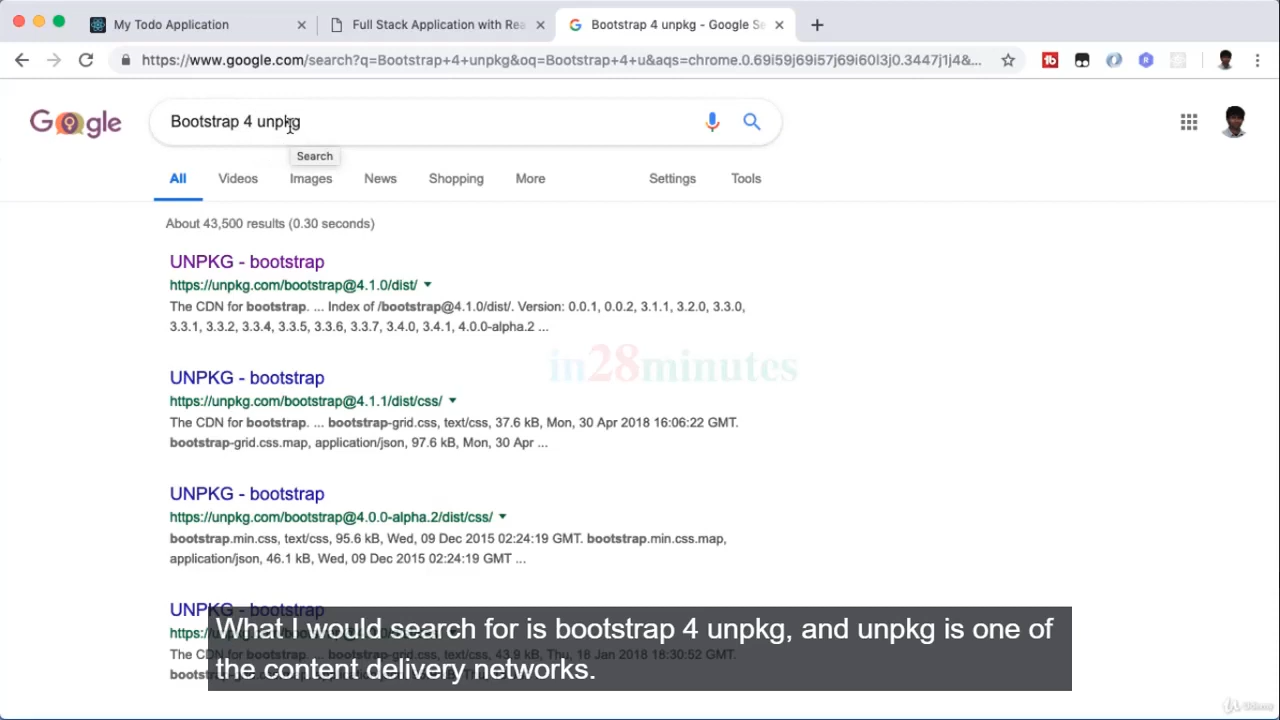 My Todo Application
Full Stack Application with Rea
Bootstrap 4 unpkg - Google Se
https://www.google.com/search?q=Bootstrap+4+unpkg&oq=Bootstrap+4+u&aqs=chrome.0.69i59j69i57j69i60l3j0.3447j1j4&...
Google
Bootstrap 4 unpkg
Search
All Videos Images News Shopping More Settings Tools
About 43,500 results (0.30 seconds)
UNPKG - bootstrap
https://unpkg.com/bootstrap@4.1.0/dist/
The CDN for bootstrap. ... Index of /bootstrap@4.1.0/dist/. Version: 0.0.1, 0.0.2, 3.1.1, 3.2.0, 3.3.0,
3.3.1, 3.3.2, 3.3.4, 3.3.5, 3.3.6, 3.3.7, 3.4.0, 3.4.1, 4.0.0-alpha.2 ...
in28minutes
UNPKG - bootstrap
https://unpkg.com/bootstrap@4.1.1/dist/css/
The CDN for bootstrap. ... bootstrap-grid.css, text/css, 37.6 kB, Mon, 30 Apr 2018 16:06:22 GMT.
bootstrap-grid.css.map, application/json, 97.6 kB, Mon, 30 Apr ...
UNPKG - bootstrap
https://unpkg.com/bootstrap@4.0.0-alpha.2/dist/css/
bootstrap.min.css, text/css, 95.6 kB, Wed, 09 Dec 2015 02:24:19 GMT. bootstrap.min.css.map,
application/json, 46.1 kB, Wed, 09 Dec 2015 02:24:19 GMT ...
UNPKG - bootstrap
What I would search for is bootstrap 4 unpkg, and unpkg is one of
the content delivery networks.
Udemy